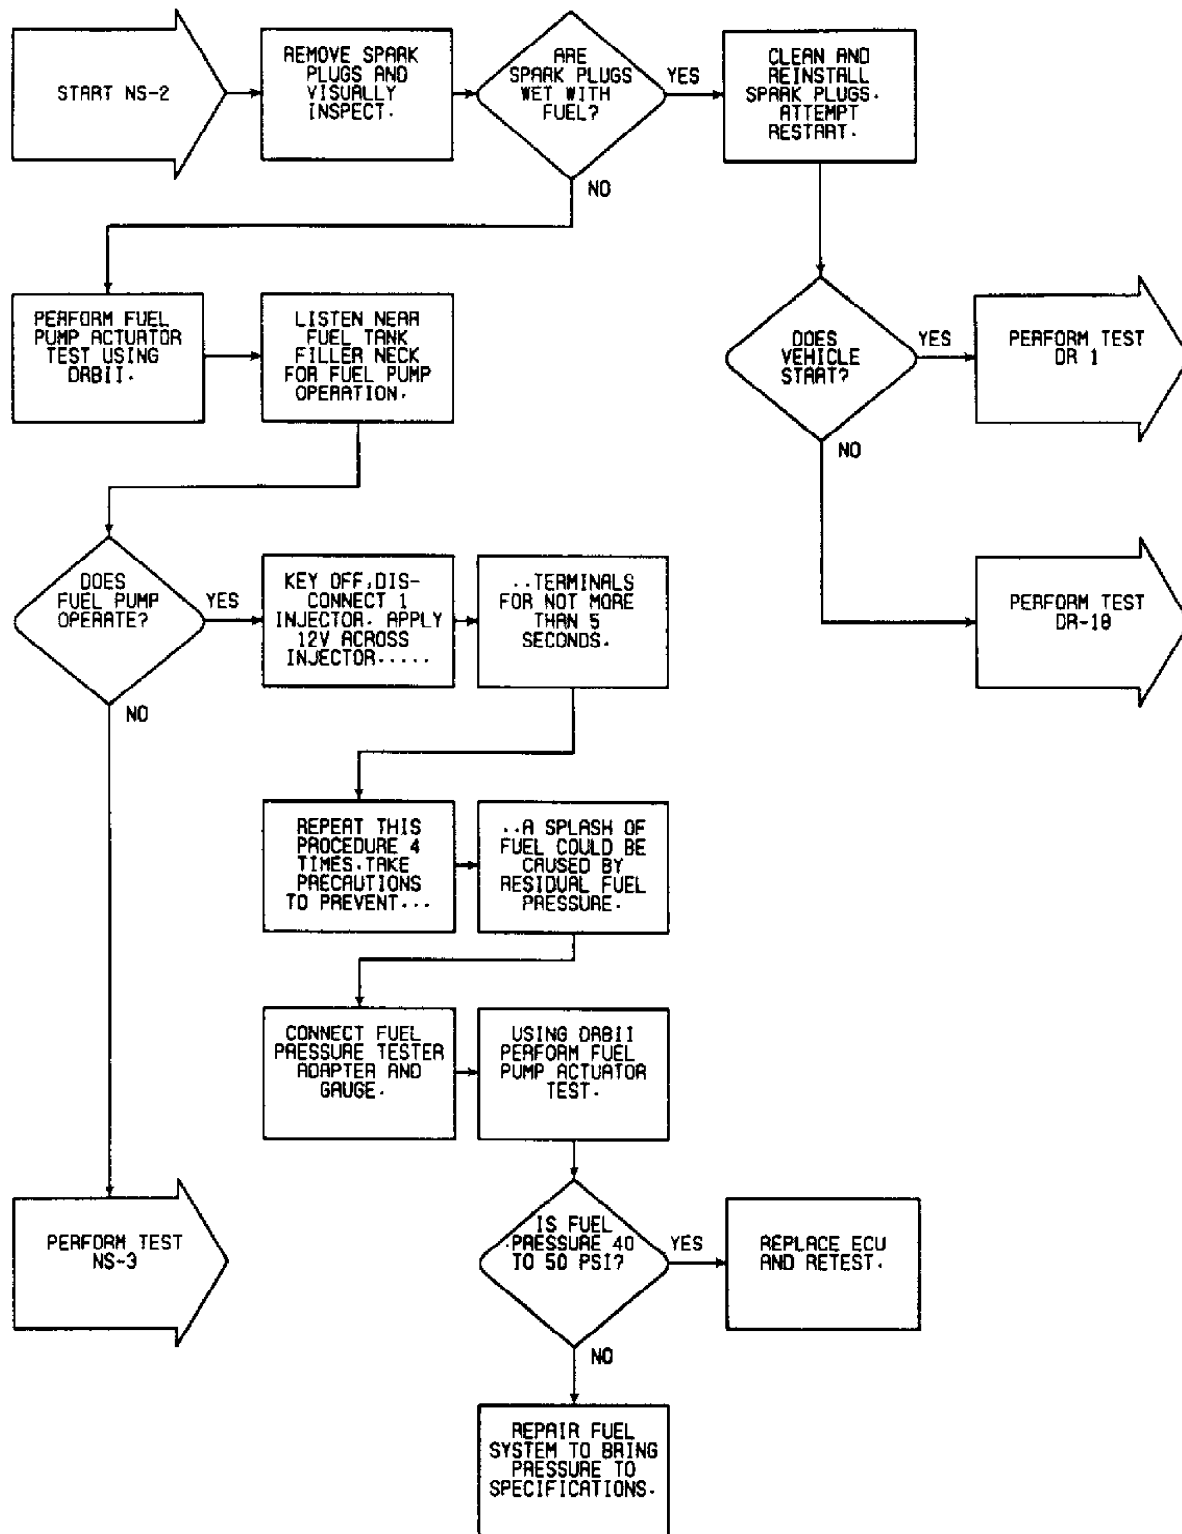 START NS-2
REMOVE SPARK
PLUGS AND
VISUALLY
INSPECT.
ARE
SPARK PLUGS
WET WITH
FUEL?
YES
CLEAN AND
REINSTALL
SPARK PLUGS.
ATTEMPT
RESTART.
NO
PERFORM FUEL
PUMP ACTUATOR
TEST USING
DRBII.
LISTEN NEAR
FUEL TANK
FILLER NECK
FOR FUEL PUMP
OPERATION.
DOES
VEHICLE
START?
YES
PERFORM TEST
DR 1
NO
DOES
FUEL PUMP
OPERATE?
YES
KEY OFF,DIS-
CONNECT 1
INJECTOR. APPLY
12V ACROSS
INJECTOR.....
..TERMINALS
FOR NOT MORE
THAN 5
SECONDS.
PERFORM TEST
DR-18
NO
REPEAT THIS
PROCEDURE 4
TIMES.TAKE
PRECAUTIONS
TO PREVENT...
..A SPLASH OF
FUEL COULD BE
CAUSED BY
RESIDUAL FUEL
PRESSURE.
CONNECT FUEL
PRESSURE TESTER
ADAPTER AND
GAUGE.
USING DRBII
PERFORM FUEL
PUMP ACTUATOR
TEST.
PERFORM TEST
NS-3
IS FUEL
PRESSURE 40
TO 50 PSI?
YES
REPLACE ECU
AND RETEST.
NO
REPAIR FUEL
SYSTEM TO BRING
PRESSURE TO
SPECIFICATIONS.